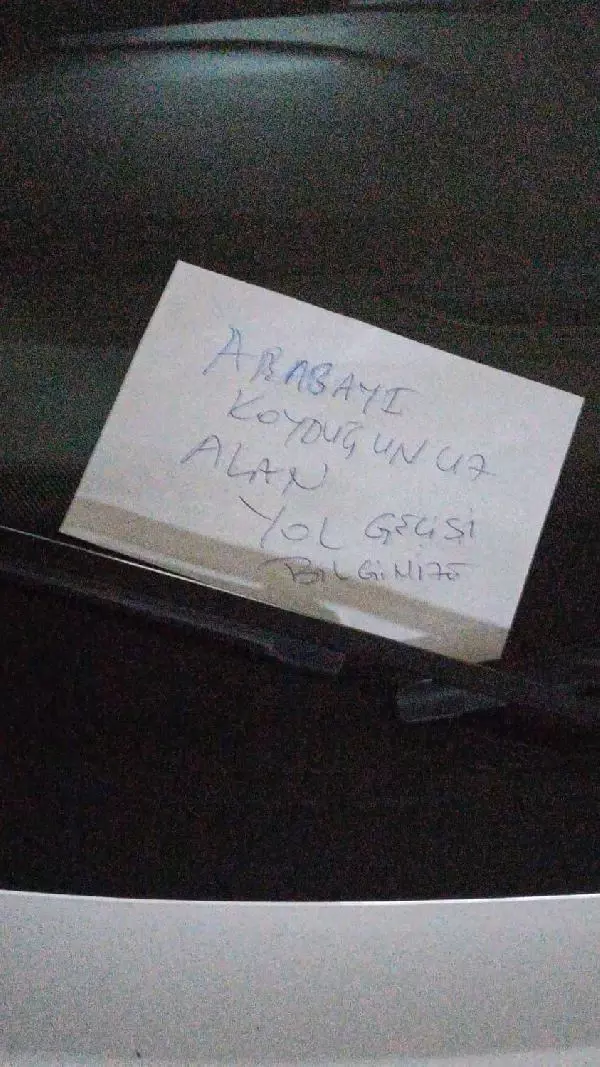 ARABAYI
KOYDUĞUNUZ
ALAN
YOL GEÇİŞİ
BİLGİNİZE